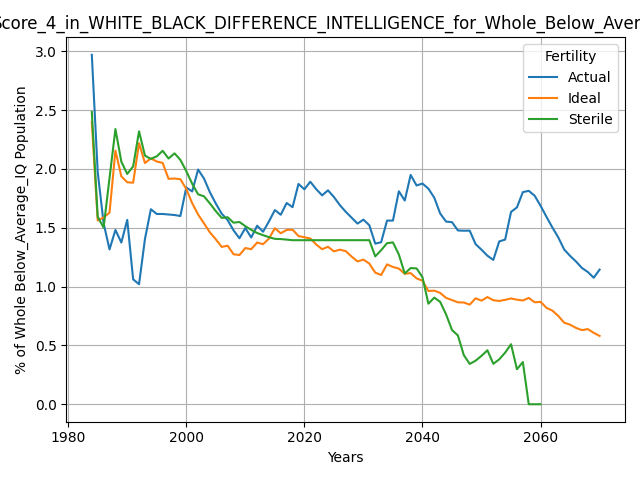 Score_4_in_WHITE_BLACK_DIFFERENCE_INTELLIGENCE_for_Whole_Below_Aver
Fertility
Actual
Ideal
Sterile
% of Whole Below_Average_IQ Population
3.0
2.5
2.0
1.5
1.0
0.5
0.0
1980
2000
2020
2040
2060
Years